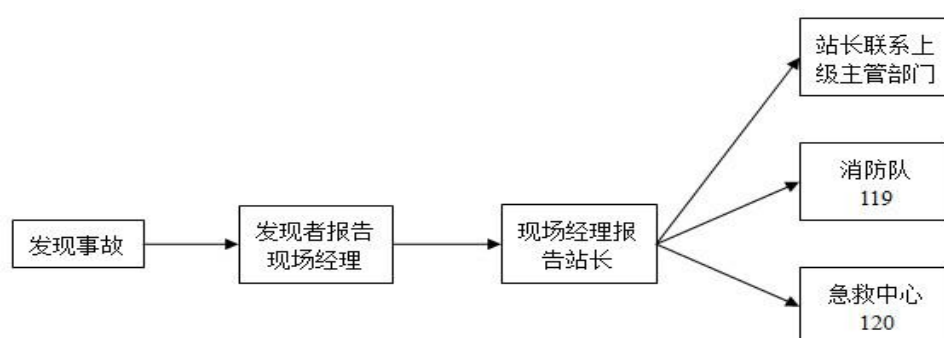 发现事故
发现者报告
现场经理
现场经理报
告站长
站长联系上
级主管部门
消防队
119
急救中心
120